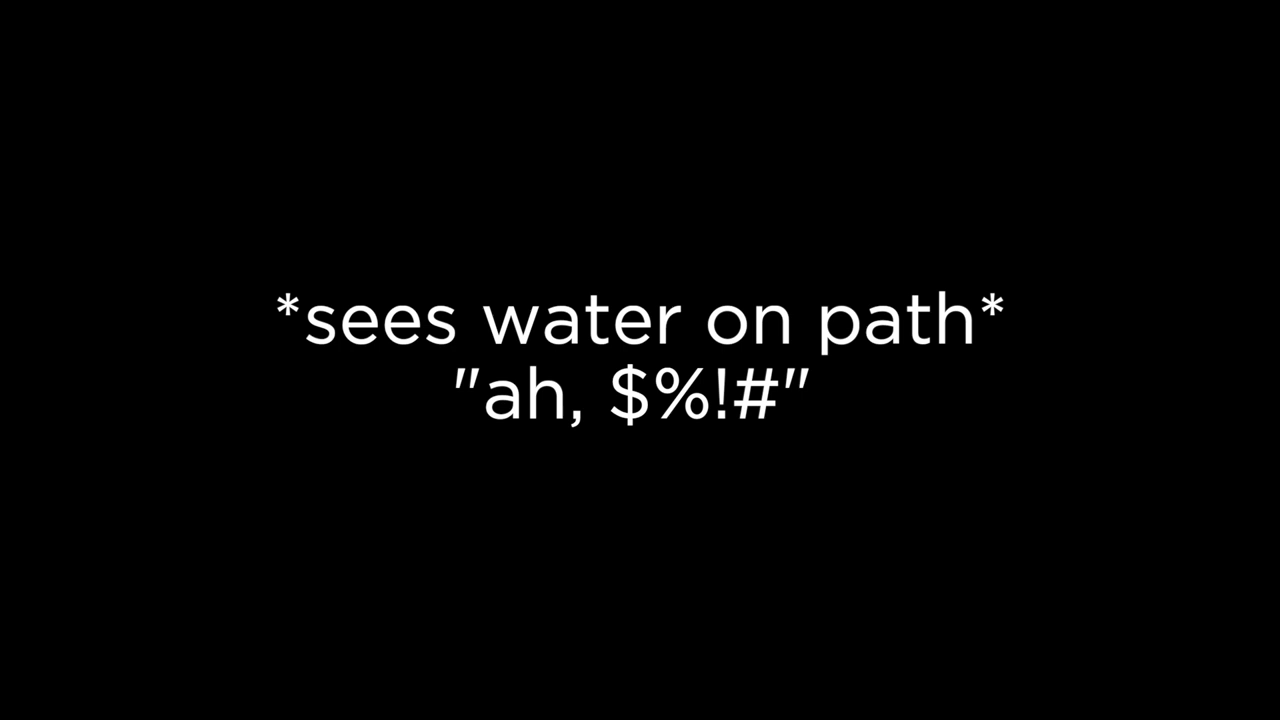 *sees water on path*
"ah, $%!#"